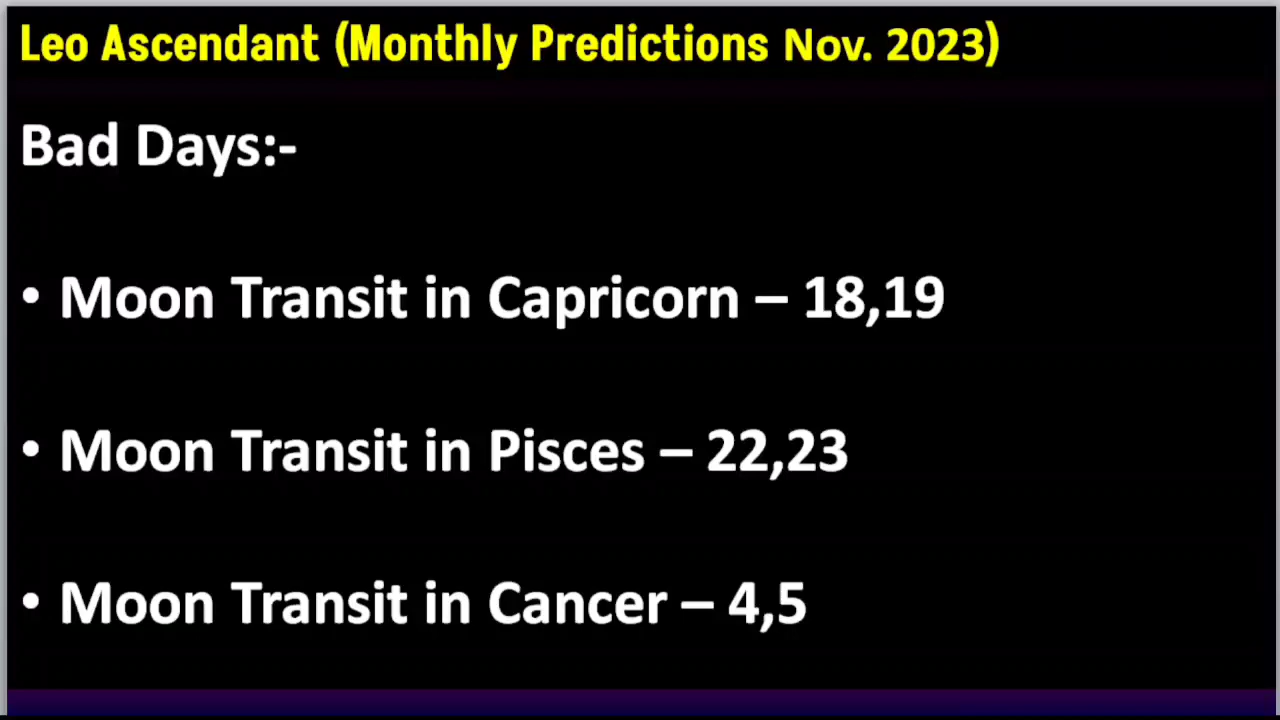 Leo Ascendant (Monthly Predictions Nov. 2023)
Bad Days:-
• Moon Transit in Capricorn – 18,19
• Moon Transit in Pisces – 22,23
• Moon Transit in Cancer – 4,5